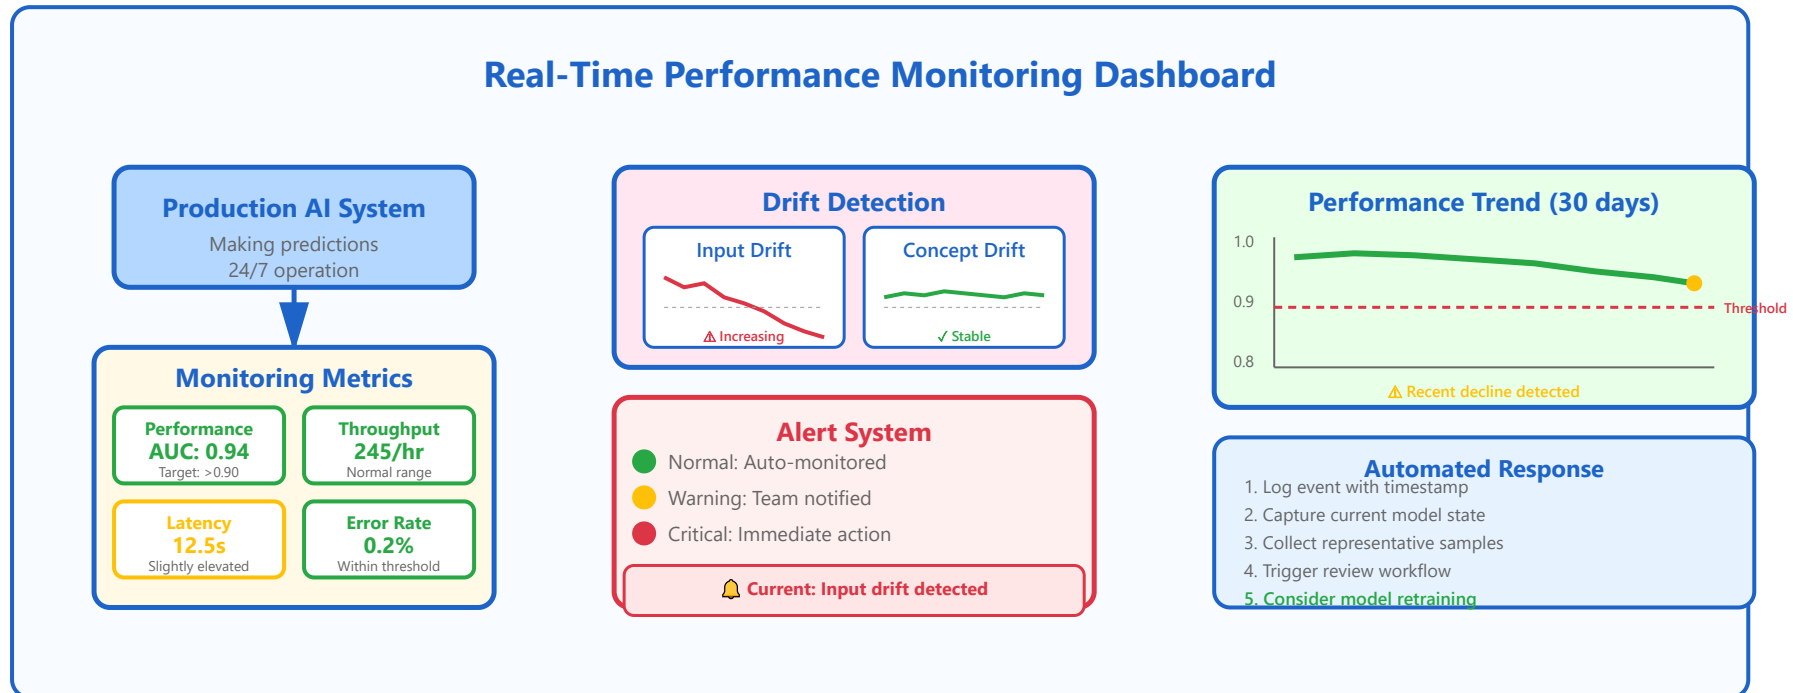 Real-Time Performance Monitoring Dashboard
Production AI System
Making predictions
24/7 operation
Monitoring Metrics
Performance
AUC: 0.94
Target: >0.90
Throughput
245/hr
Normal range
Latency
12.5s
Slightly elevated
Error Rate
0.2%
Within threshold
Drift Detection
Input Drift
⚠ Increasing
Concept Drift
✓ Stable
Alert System
Normal: Auto-monitored
Warning: Team notified
Critical: Immediate action
🔔 Current: Input drift detected
Performance Trend (30 days)
1.0
0.9
0.8
Threshold
⚠ Recent decline detected
Automated Response
1. Log event with timestamp
2. Capture current model state
3. Collect representative samples
4. Trigger review workflow
5. Consider model retraining